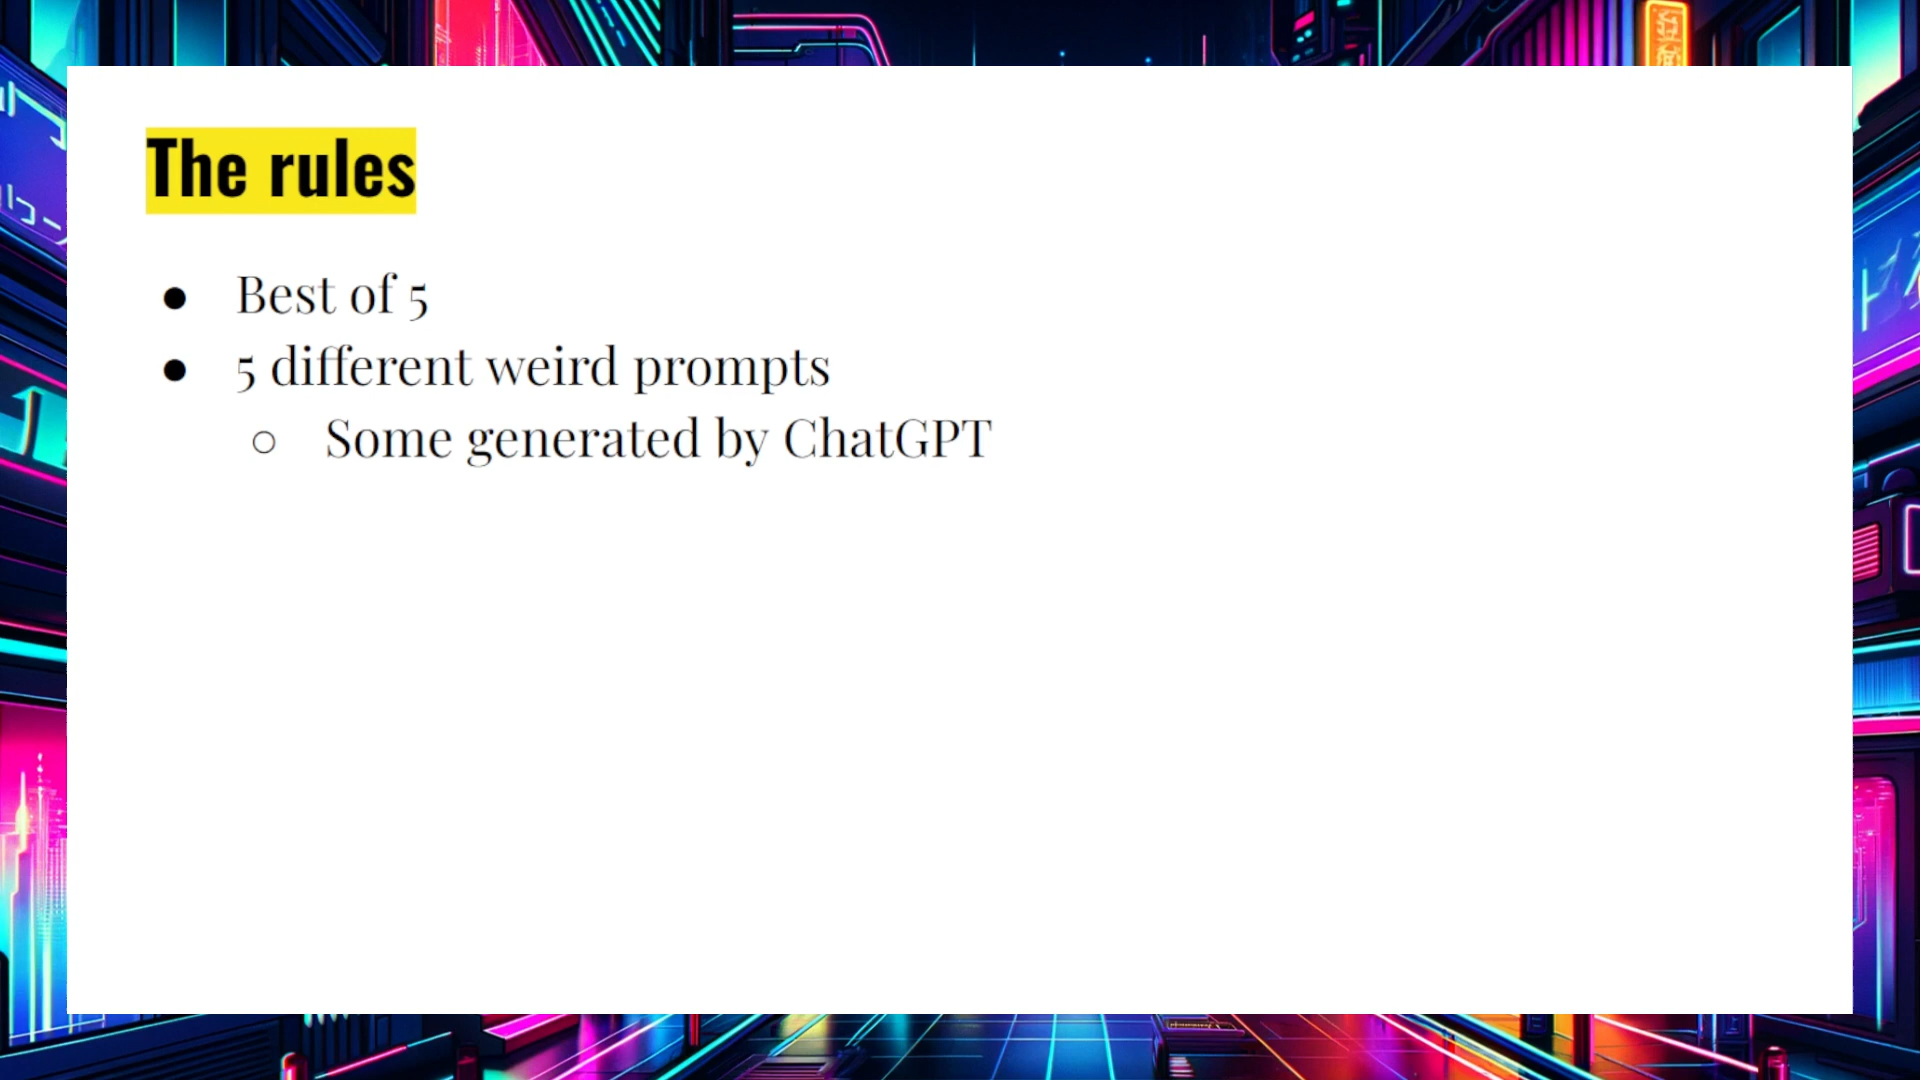 The rules
● Best of 5
● 5 different weird prompts
○ Some generated by ChatGPT